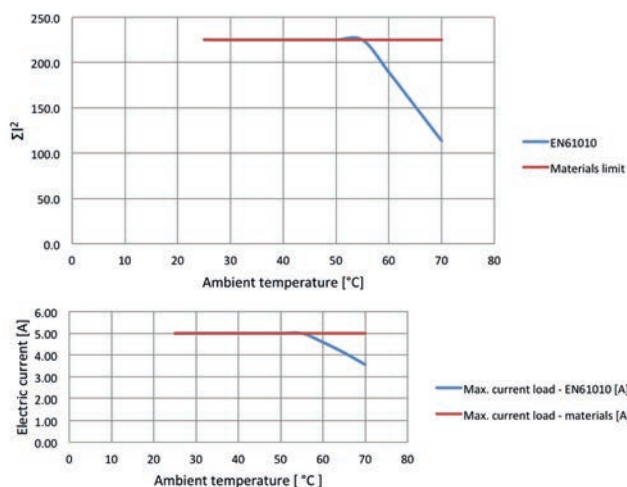 250.0
200.0
150.0
100.0
50.0
0.0
ΣI²
0 10 20 30 40 50 60 70 80
Ambient temperature [°C]
EN61010
Materials limit
6.00
5.00
4.00
3.00
2.00
1.00
0.00
Electric current [A]
0 10 20 30 40 50 60 70 80
Ambient temperature [ °C]
Max. current load - EN61010 [A]
Max. current load - materials [A